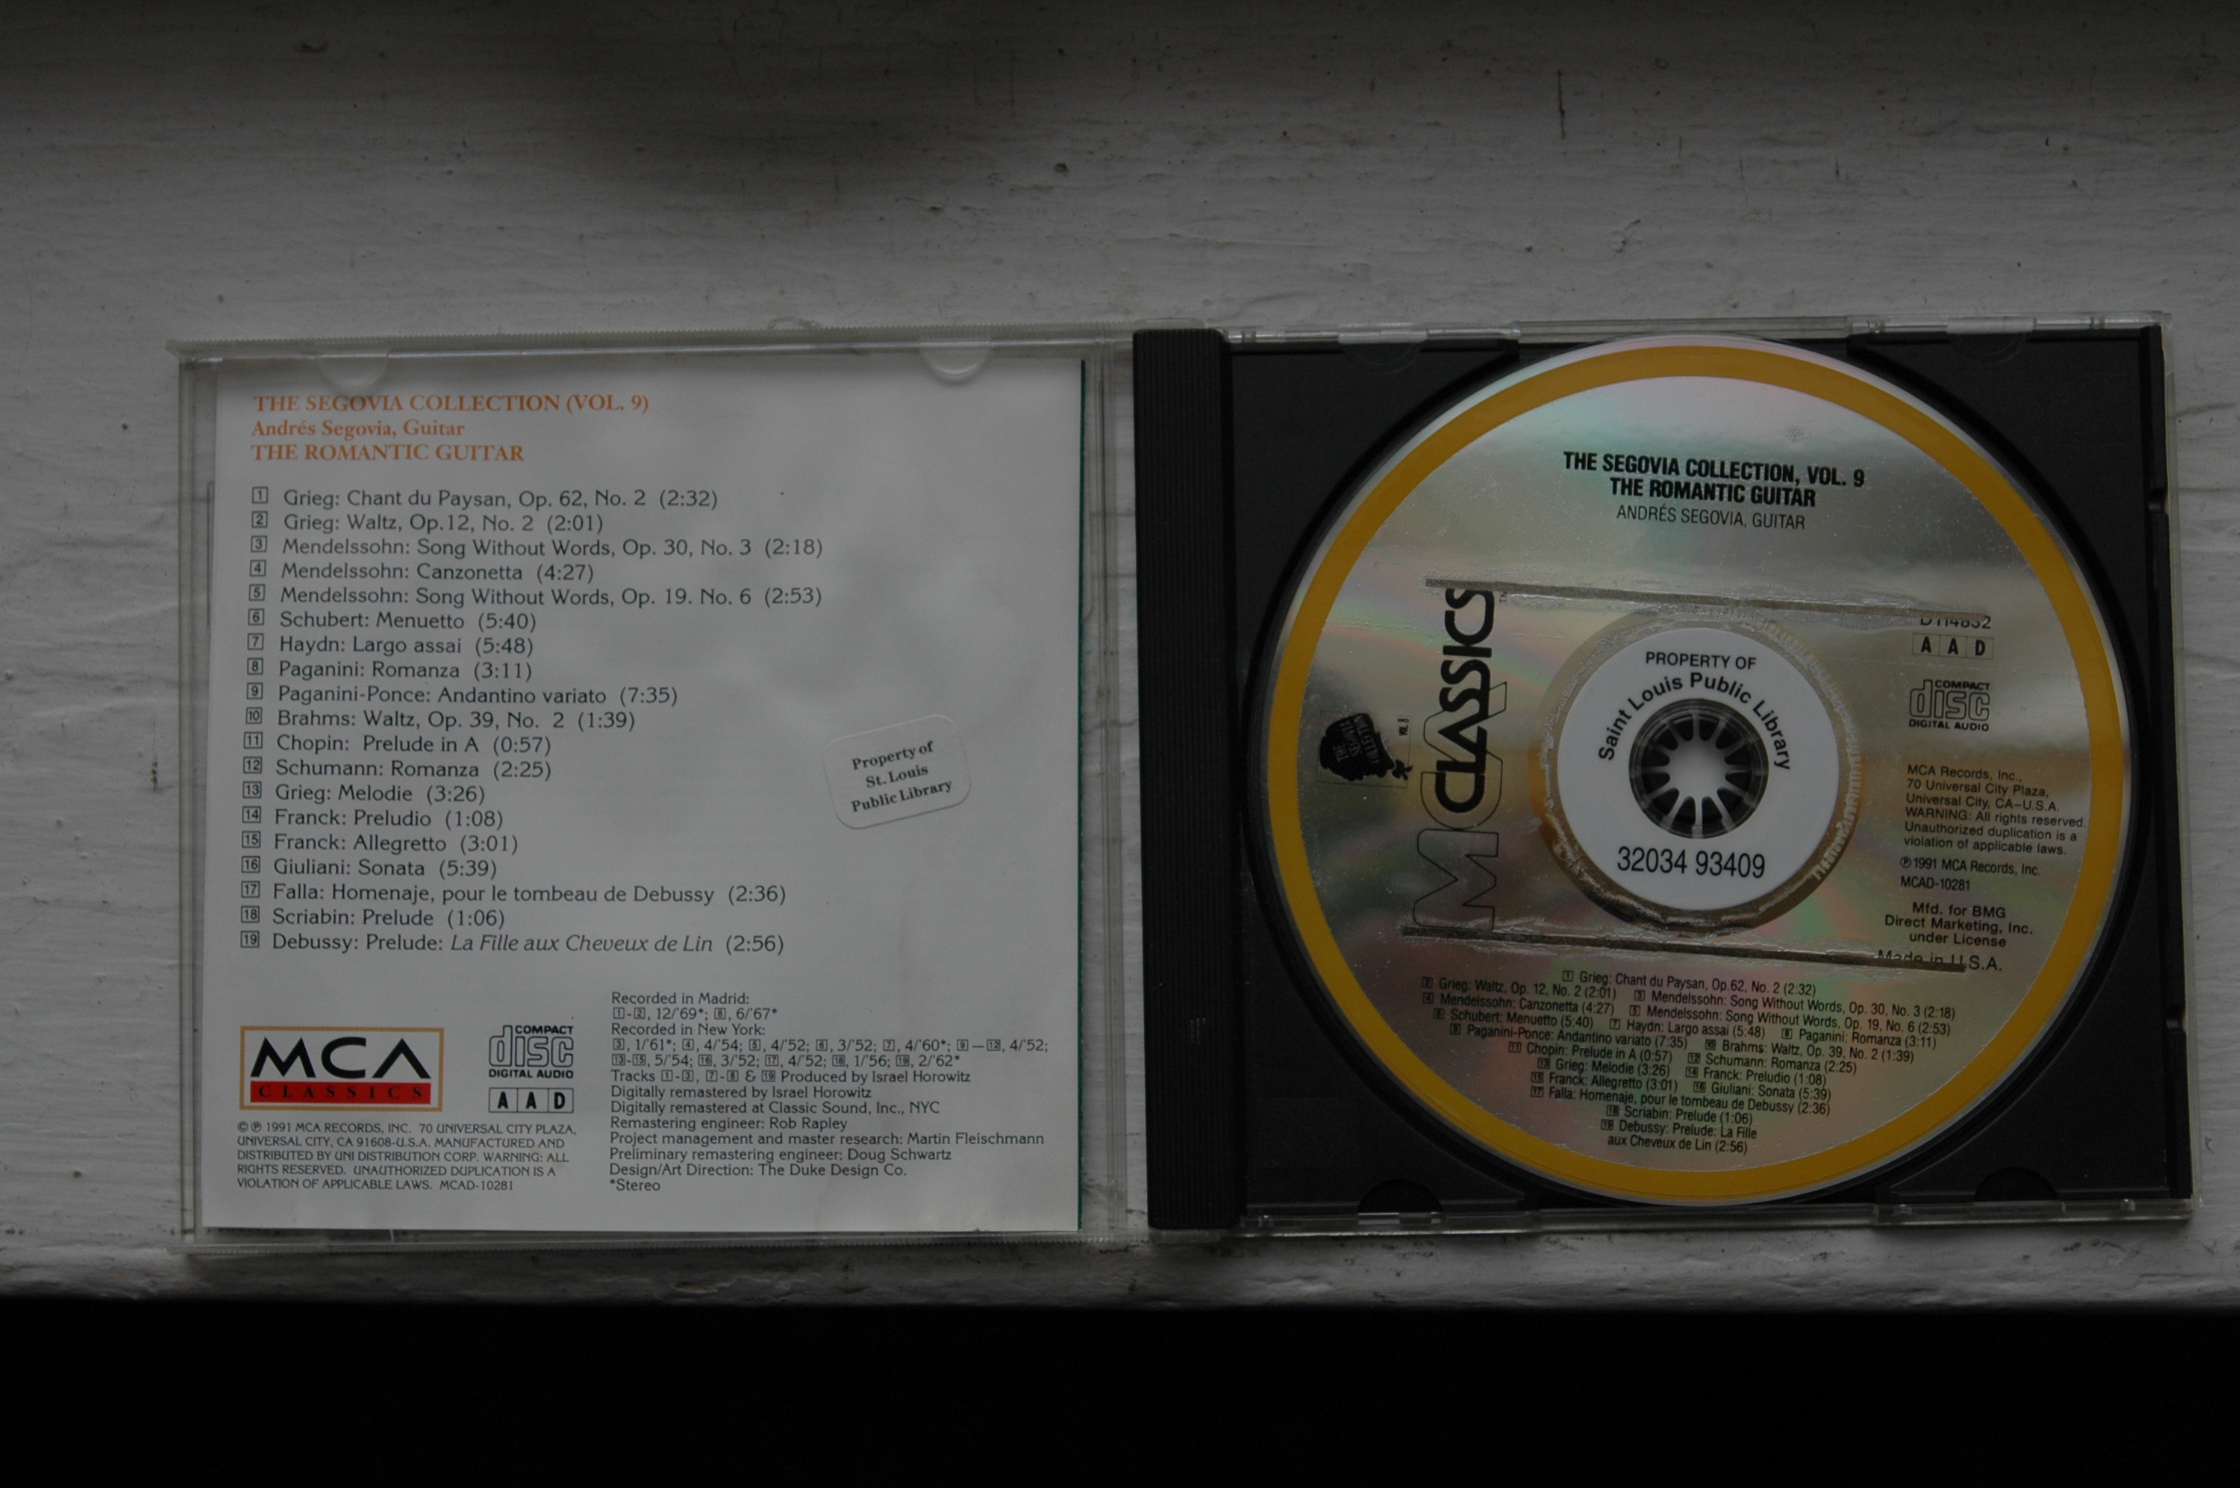 THE SEGOVIA COLLECTION (VOL. 9)
Andrés Segovia, Guitar
THE ROMANTIC GUITAR
1 Grieg: Chant du Paysan, Op. 62, No. 2 (2:32)
2 Grieg: Waltz, Op.12, No. 2 (2:01)
3 Mendelssohn: Song Without Words, Op. 30, No. 3 (2:18)
4 Mendelssohn: Canzonetta (4:27)
5 Mendelssohn: Song Without Words, Op. 19. No. 6 (2:53)
6 Schubert: Menuetto (5:40)
7 Haydn: Largo assai (5:48)
8 Paganini: Romanza (3:11)
9 Paganini-Ponce: Andantino variato (7:35)
10 Brahms: Waltz, Op. 39, No. 2 (1:39)
11 Chopin: Prelude in A (0:57)
12 Schumann: Romanza (2:25)
13 Grieg: Melodie (3:26)
14 Franck: Preludio (1:08)
15 Franck: Allegretto (3:01)
16 Giuliani: Sonata (5:39)
17 Falla: Homenaje, pour le tombeau de Debussy (2:36)
18 Scriabin: Prelude (1:06)
19 Debussy: Prelude: La Fille aux Cheveux de Lin (2:56)
Property of
St. Louis
Public Library
MCA
CLASSICS
COMPACT
disc
DIGITAL AUDIO
A A D
© ℗ 1991 MCA RECORDS, INC. 70 UNIVERSAL CITY PLAZA,
UNIVERSAL CITY, CA 91608-U.S.A. MANUFACTURED AND
DISTRIBUTED BY UNI DISTRIBUTION CORP. WARNING: ALL
RIGHTS RESERVED. UNAUTHORIZED DUPLICATION IS A
VIOLATION OF APPLICABLE LAWS. MCAD-10281
Recorded in Madrid:
1-2, 12/'69*; 8, 6/'67*
Recorded in New York:
3, 1/'61*; 4, 4/'54; 5, 4/'52; 6, 3/'52; 7, 4/'60*; 9—12, 4/'52;
13-15, 5/'54; 16, 3/'52; 17, 4/'52; 18, 1/'56; 19, 2/'62*
Tracks 1-3, 7-8 & 19 Produced by Israel Horowitz
Digitally remastered by Israel Horowitz
Digitally remastered at Classic Sound, Inc., NYC
Remastering engineer: Rob Rapley
Project management and master research: Martin Fleischmann
Preliminary remastering engineer: Doug Schwartz
Design/Art Direction: The Duke Design Co.
*Stereo
THE SEGOVIA COLLECTION, VOL. 9
THE ROMANTIC GUITAR
ANDRÉS SEGOVIA, GUITAR
THE
SEGOVIA
COLLECTION
MCA CLASSICS
TM
PROPERTY OF
Saint Louis Public Library
32034 93409
D114832
A A D
COMPACT
disc
DIGITAL AUDIO
MCA Records, Inc.,
70 Universal City Plaza,
Universal City, CA–U.S.A.
WARNING: All rights reserved.
Unauthorized duplication is a
violation of applicable laws.
℗1991 MCA Records, Inc.
MCAD-10281
Mfd. for BMG
Direct Marketing, Inc.
under License
Made in U.S.A.
1 Grieg: Chant du Paysan, Op.62, No. 2 (2:32)
2 Grieg: Waltz, Op. 12, No. 2 (2:01) 3 Mendelssohn: Song Without Words, Op. 30, No. 3 (2:18)
4 Mendelssohn: Canzonetta (4:27) 5 Mendelssohn: Song Without Words, Op. 19, No. 6 (2:53)
6 Schubert: Menuetto (5:40) 7 Haydn: Largo assai (5:48) 8 Paganini: Romanza (3:11)
9 Paganini-Ponce: Andantino variato (7:35) 10 Brahms: Waltz, Op. 39, No. 2 (1:39)
11 Chopin: Prelude in A (0:57) 12 Schumann: Romanza (2:25)
13 Grieg: Melodie (3:26) 14 Franck: Preludio (1:08)
15 Franck: Allegretto (3:01) 16 Giuliani: Sonata (5:39)
17 Falla: Homenaje, pour le tombeau de Debussy (2:36)
18 Scriabin: Prelude (1:06)
19 Debussy: Prelude: La Fille
aux Cheveux de Lin (2:56)